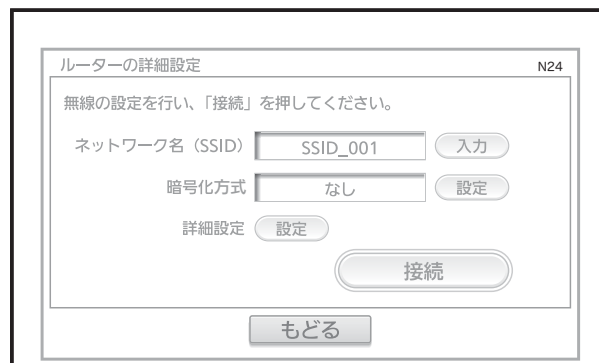 ルーターの詳細設定 N24
無線の設定を行い、「接続」を押してください。
ネットワーク名（SSID） SSID_001 入力
暗号化方式 なし 設定
詳細設定 設定
接続
もどる